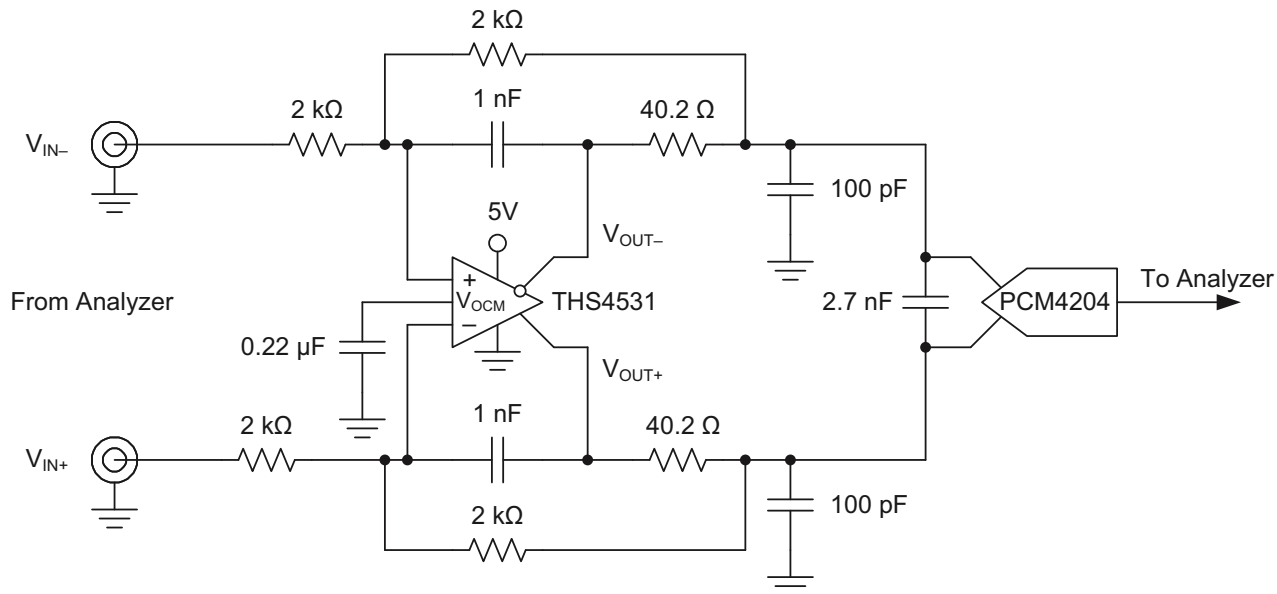 2 kΩ
1 nF
2 kΩ
40.2 Ω
V_IN–
100 pF
5V
V_OUT–
+
V_OCM
–
THS4531
From Analyzer
2.7 nF
PCM4204
To Analyzer
0.22 µF
V_OUT+
1 nF
2 kΩ
40.2 Ω
V_IN+
100 pF
2 kΩ